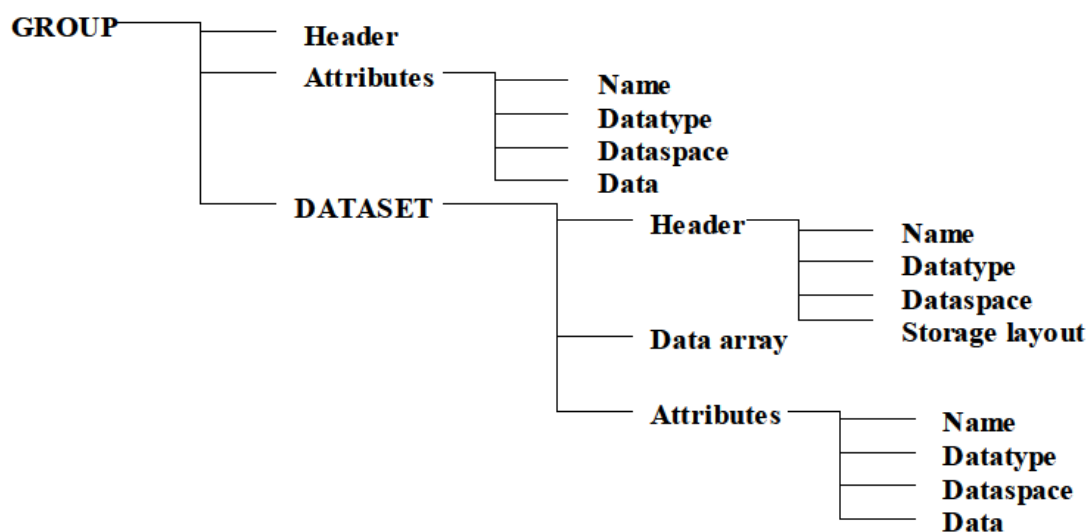 GROUP
Header
Attributes
Name
Datatype
Dataspace
Data
DATASET
Header
Name
Datatype
Dataspace
Storage layout
Data array
Attributes
Name
Datatype
Dataspace
Data